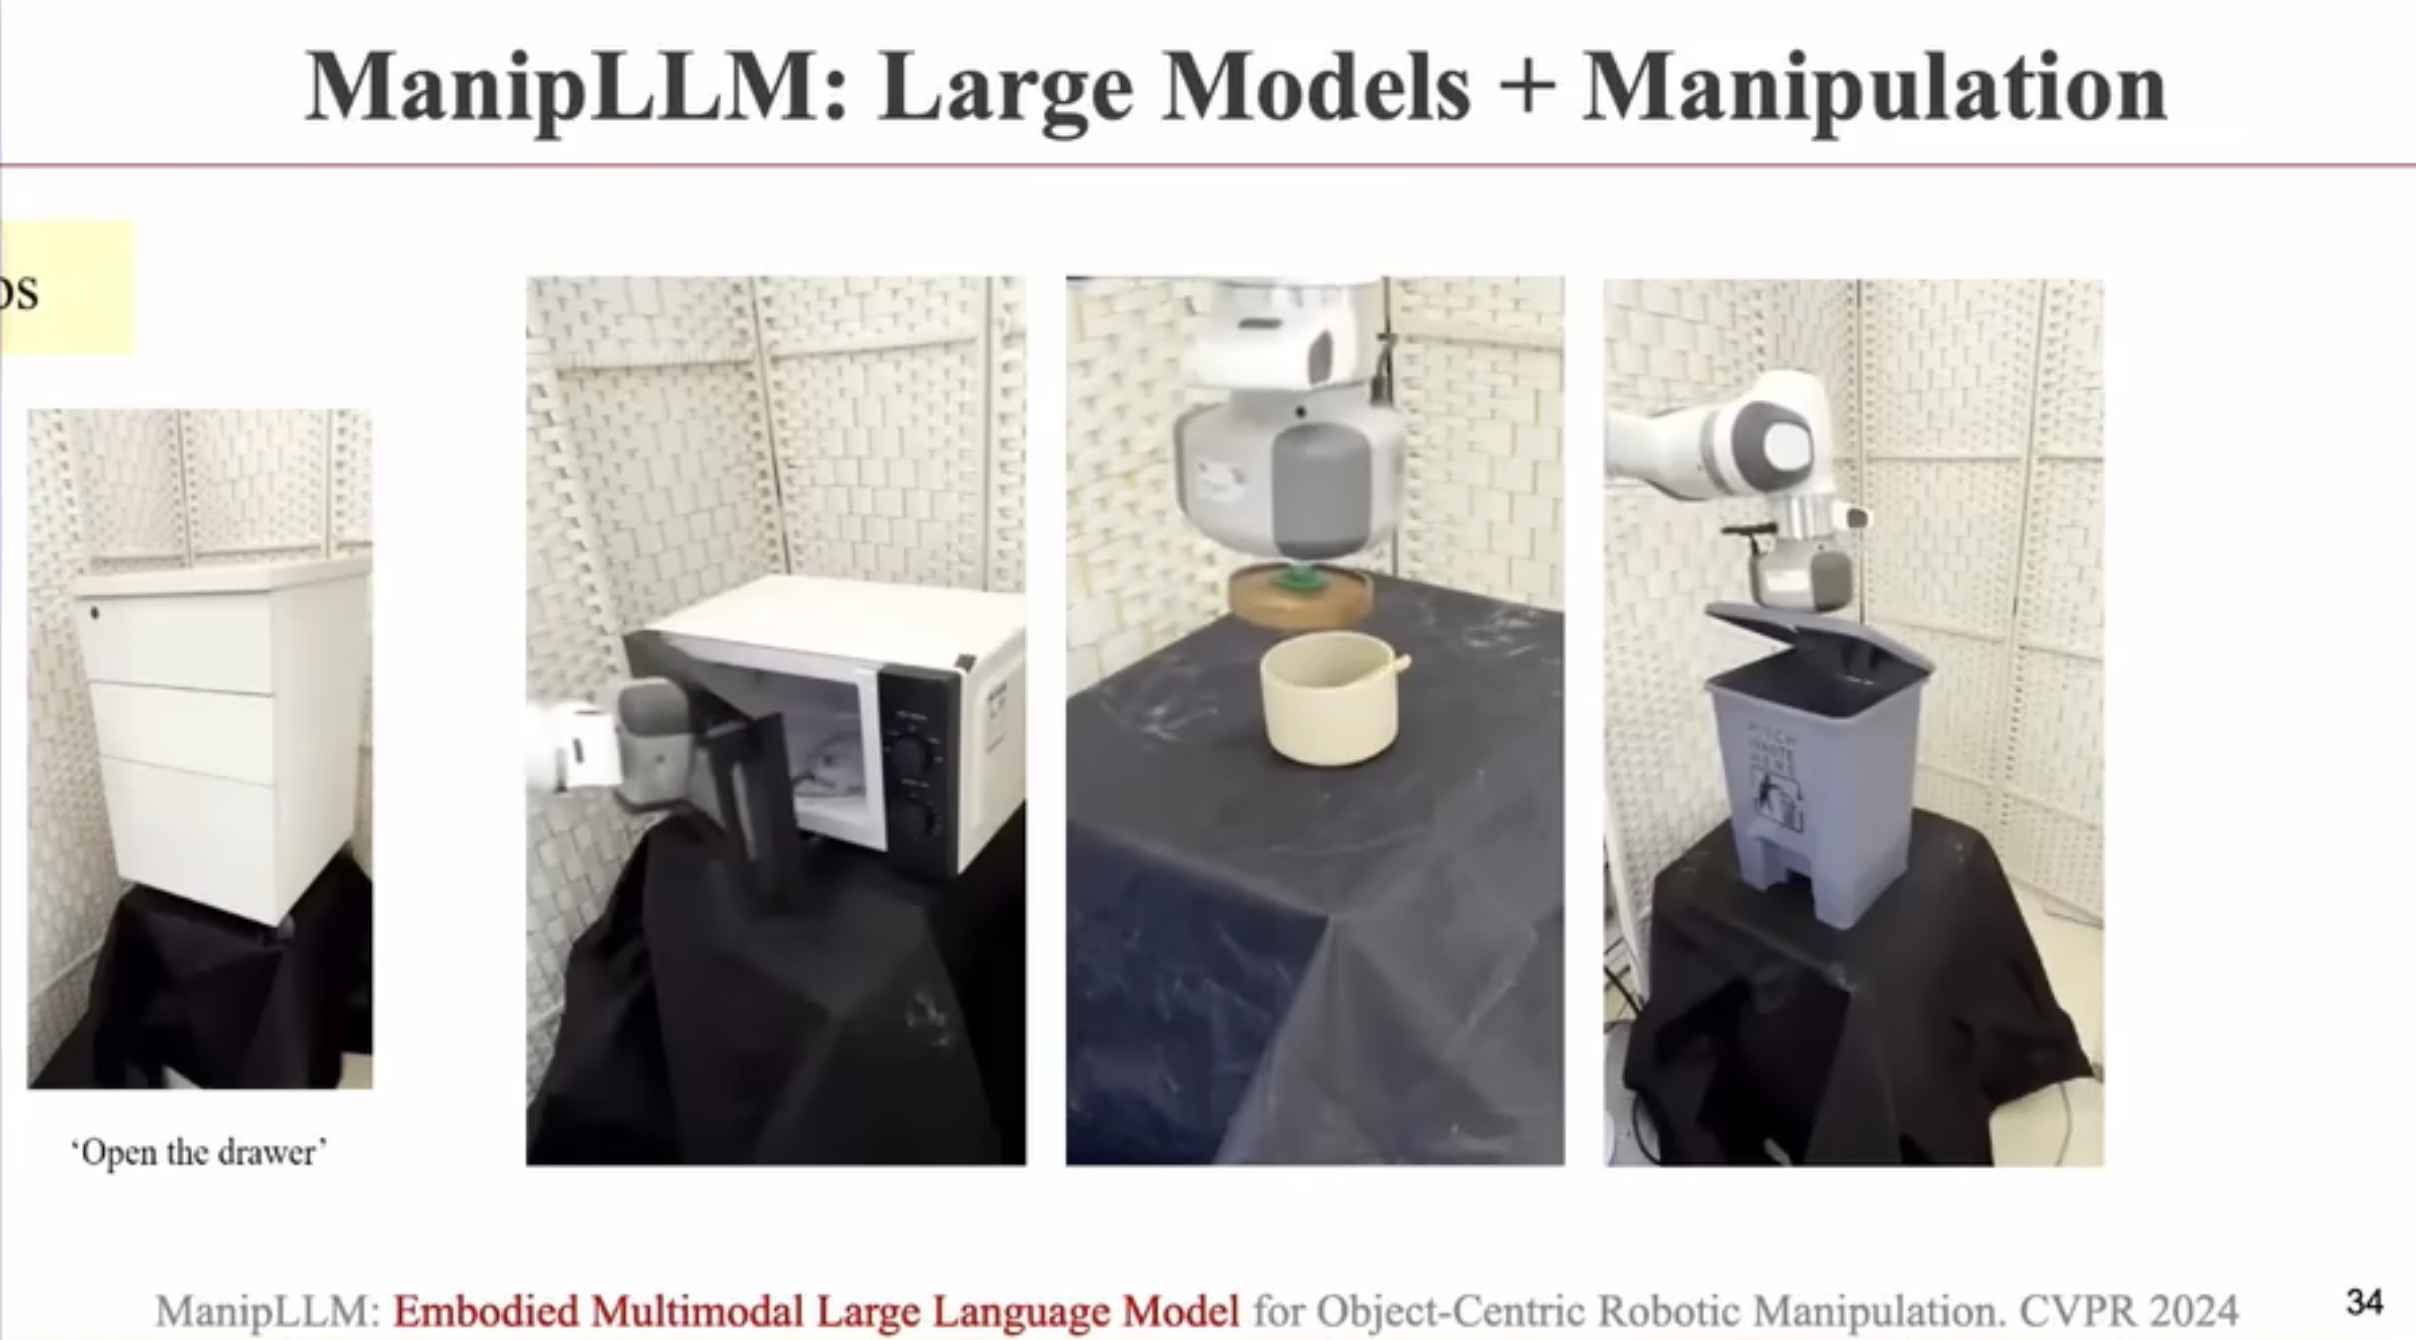 ManipLLM: Large Models + Manipulation
os
‘Open the drawer’
ManipLLM: Embodied Multimodal Large Language Model for Object-Centric Robotic Manipulation. CVPR 2024
34